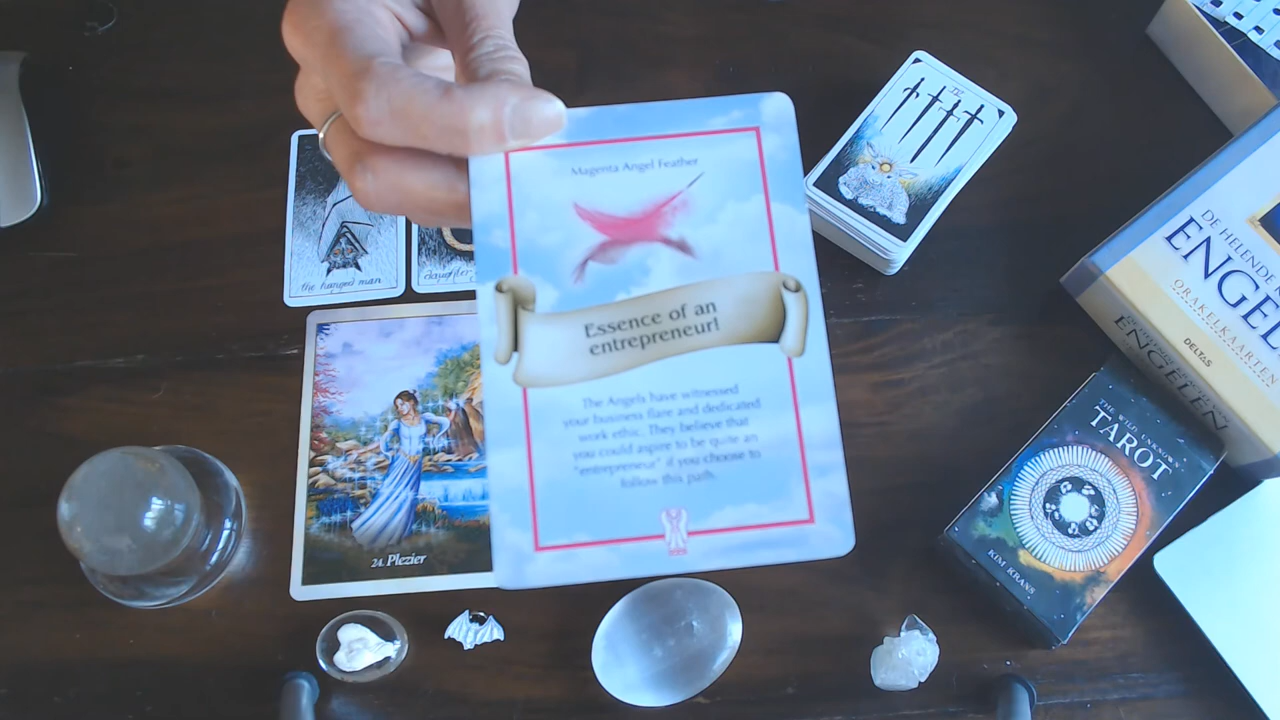 Magenta Angel Feather
Essence of an
entrepreneur!
The Angels have witnessed
your business flare and dedicated
work ethic. They believe that
you could aspire to be quite an
"entrepreneur" if you choose to
follow this path.
the hanged man
daughter
24. Plezier
IV
DE HELENDE
ENGEL
ORAKELKAARTEN
DELTAS
ENGELEN
THE WILD UNKNOWN
TAROT
KIM KRANS